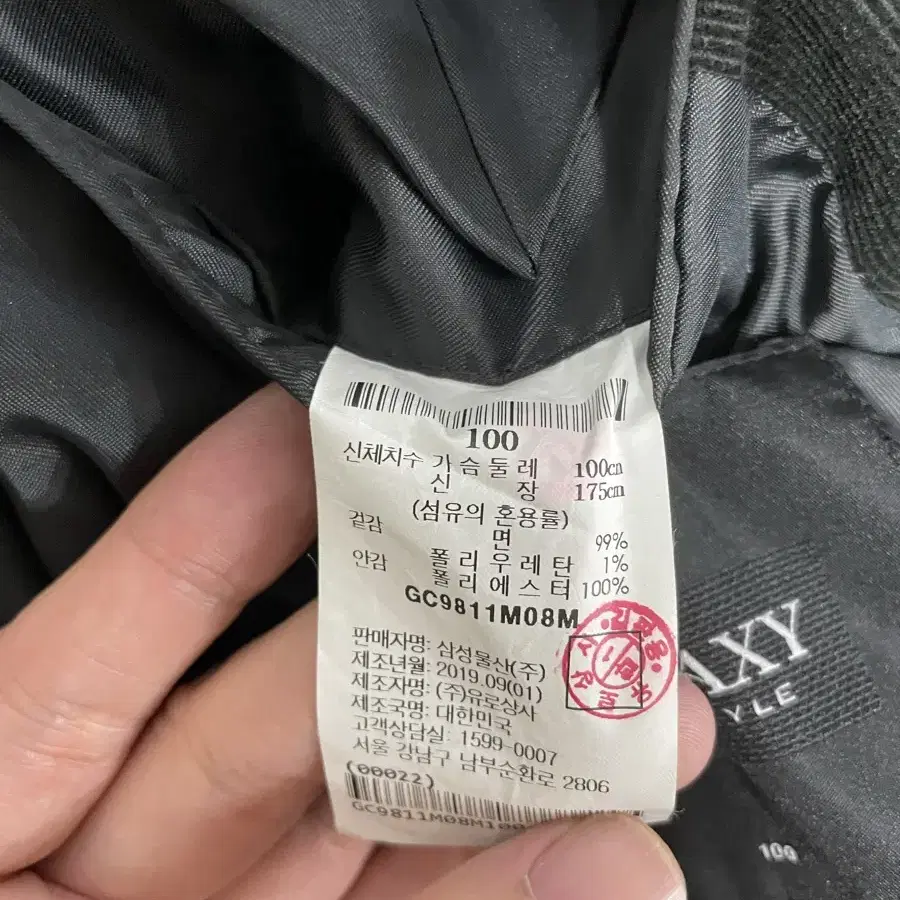 100
신체치수 가 슴 둘 레 100cm
신 장 175cm
(섬유의 혼용률)
겉감 면 99%
폴 리 우 레 탄 1%
안감 폴 리 에 스 터 100%
GC9811M08M
판매자명: 삼성물산(주)
제조년월: 2019.09(01)
제조자명: (주)유로상사
제조국명: 대한민국
고객상담실: 1599-0007
서울 강남구 남부순환로 2806
(00022)
GC9811M08M100
AXY
YLE
100